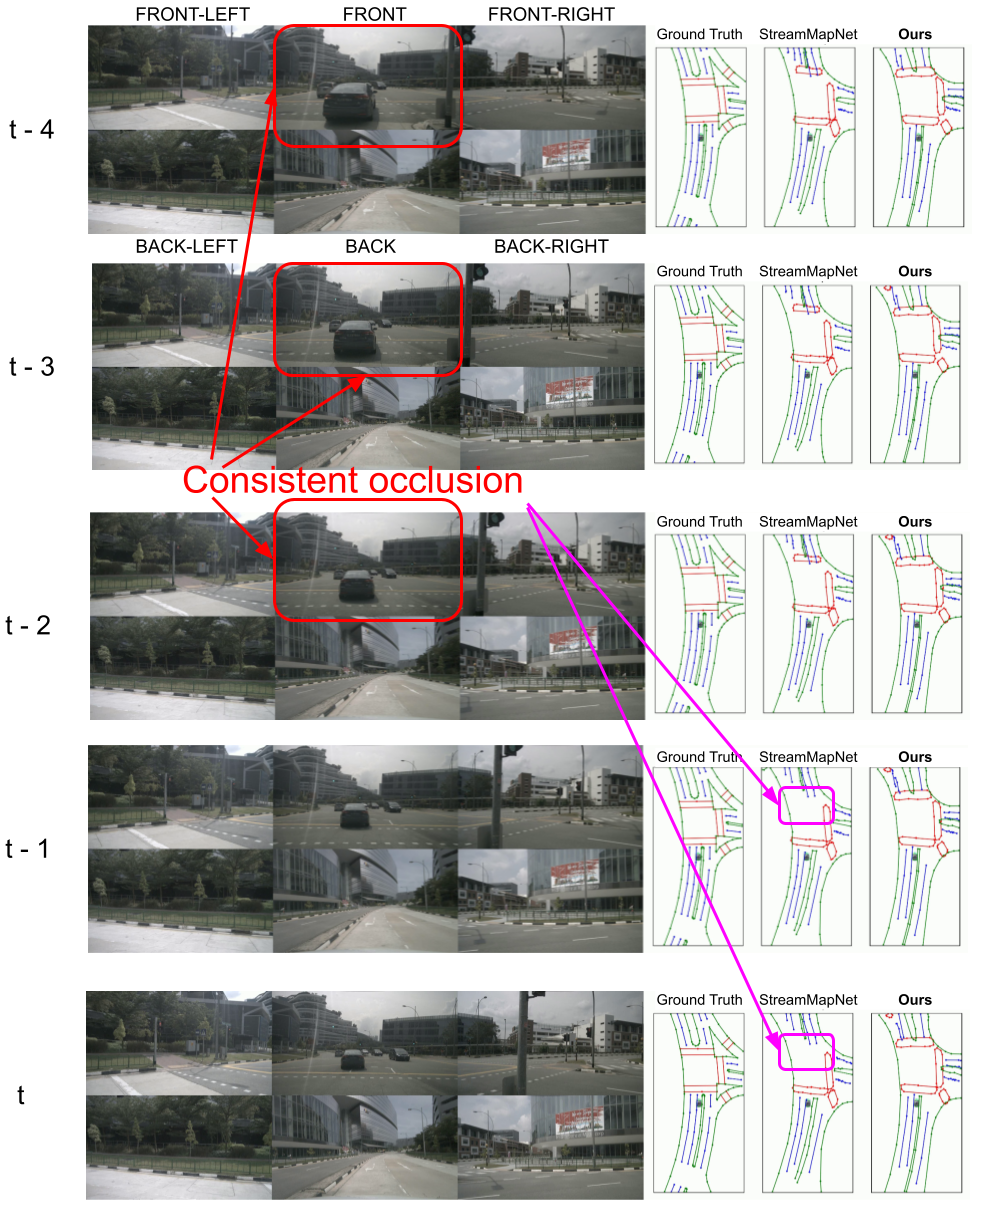 FRONT-LEFT FRONT FRONT-RIGHT
Ground Truth StreamMapNet Ours
t - 4
BACK-LEFT BACK BACK-RIGHT
Ground Truth StreamMapNet Ours
t - 3
Consistent occlusion
Ground Truth StreamMapNet Ours
t - 2
Ground Truth StreamMapNet Ours
t - 1
Ground Truth StreamMapNet Ours
t